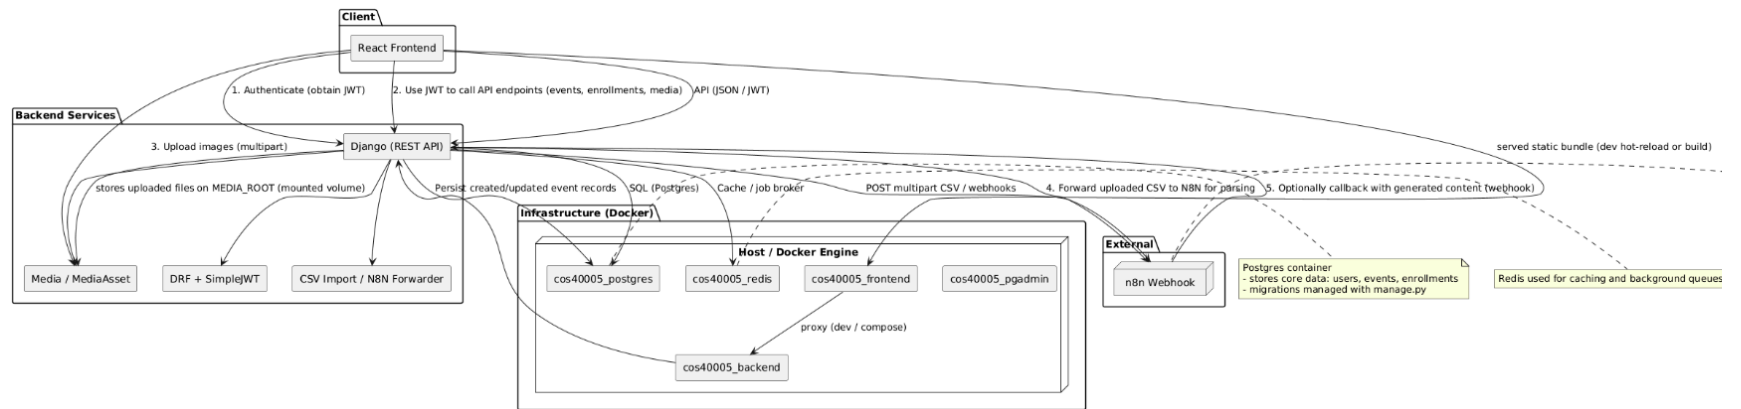 Client
React Frontend
1. Authenticate (obtain JWT)
2. Use JWT to call API endpoints (events, enrollments, media)
API (JSON / JWT)
Backend Services
Django (REST API)
3. Upload images (multipart)
served static bundle (dev hot-reload or build)
stores uploaded files on MEDIA_ROOT (mounted volume)
Persist created/updated event records
SQL (Postgres)
Cache / job broker
POST multipart CSV / webhooks
4. Forward uploaded CSV to N8N for parsing
5. Optionally callback with generated content (webhook)
Infrastructure (Docker)
Host / Docker Engine
External
Media / MediaAsset
DRF + SimpleJWT
CSV Import / N8N Forwarder
cos40005_postgres
cos40005_redis
cos40005_frontend
cos40005_pgadmin
n8n Webhook
Postgres container
- stores core data: users, events, enrollments
- migrations managed with manage.py
Redis used for caching and background queues
proxy (dev / compose)
cos40005_backend